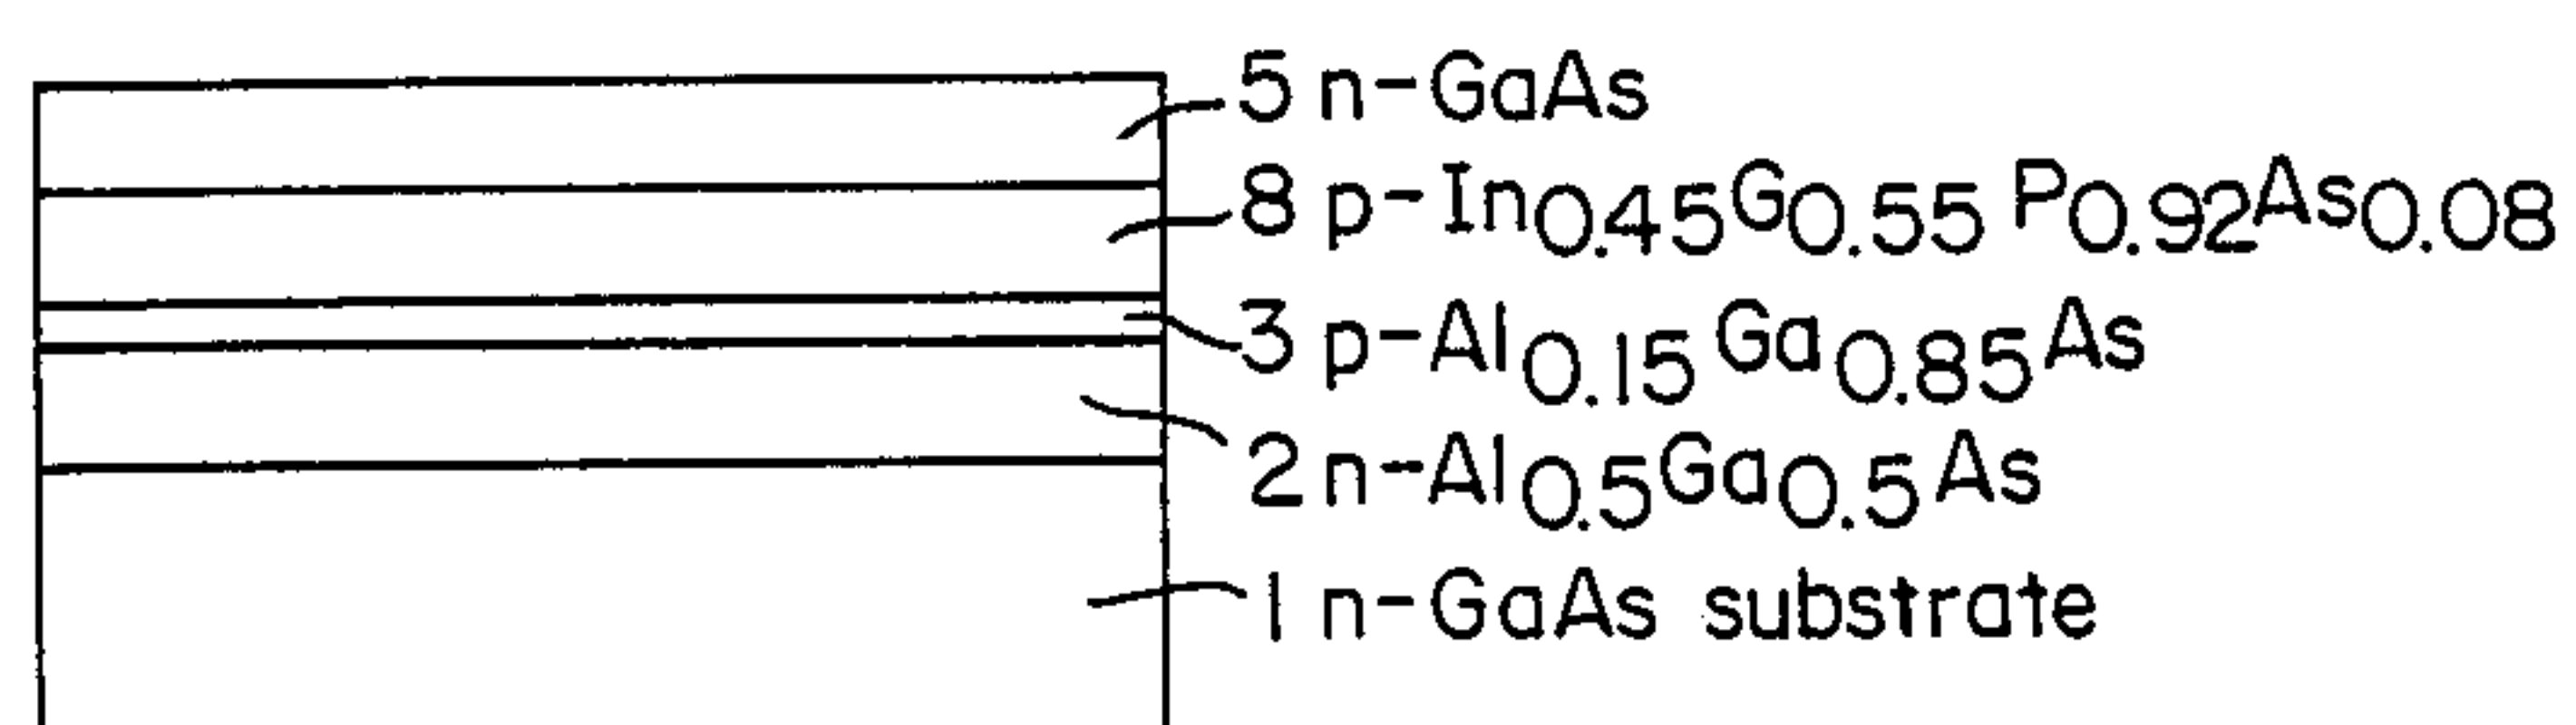 5 n-GaAs
8 p-In0.45G0.55 P0.92As0.08
3 p-Al0.15 Ga0.85As
2 n-Al0.5Ga0.5As
1 n-GaAs substrate